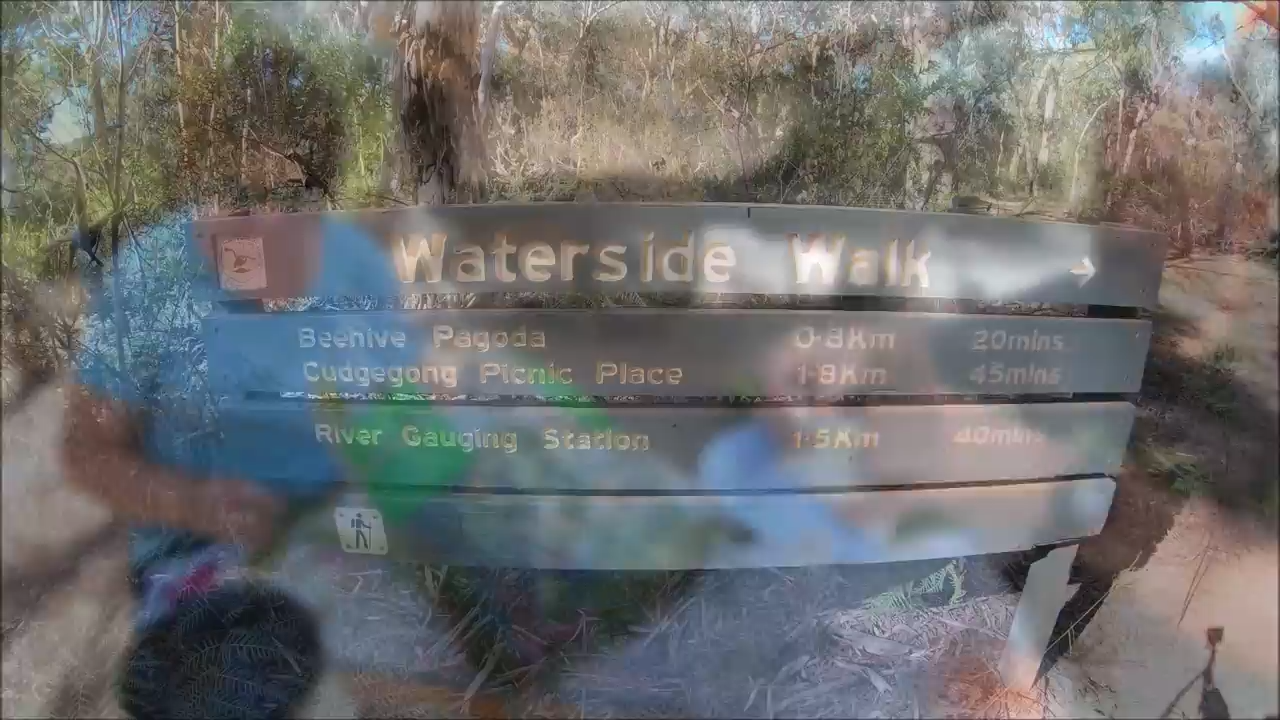 Waterside Walk →
Beehive Pagoda 0·8Km 20mins
Cudgegong Picnic Place 1·8Km 45mins
River Gauging Station 1·5Km 40mins